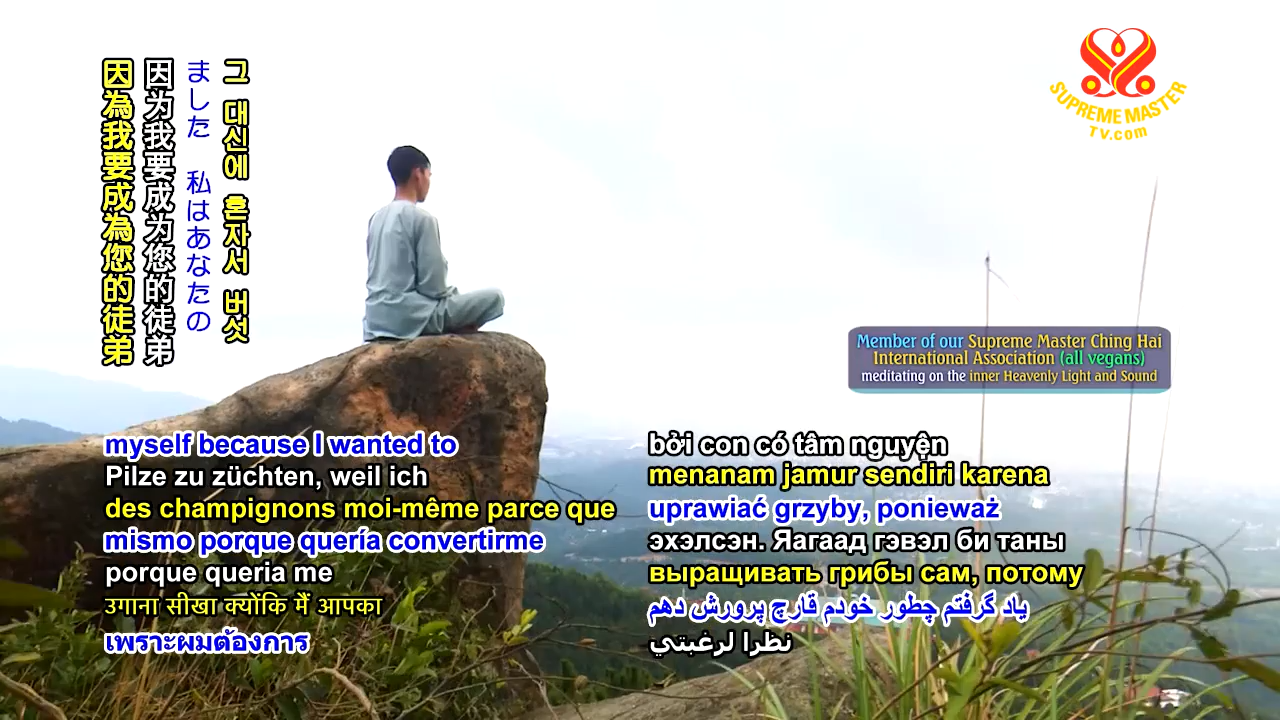 因為我要成為您的徒弟
因为我要成为您的徒弟
ました 私はあなたの
그 대신에 혼자서 버섯
SUPREME MASTER
TV.com
Member of our Supreme Master Ching Hai
International Association (all vegans)
meditating on the inner Heavenly Light and Sound
myself because I wanted to
Pilze zu züchten, weil ich
des champignons moi-même parce que
mismo porque quería convertirme
porque queria me
उगाना सीखा क्योंकि मैं आपका
เพราะผมต้องการ
bởi con có tâm nguyện
menanam jamur sendiri karena
uprawiać grzyby, ponieważ
эхэлсэн. Яагаад гэвэл би таны
выращивать грибы сам, потому
یاد گرفتم چطور خودم قارچ پرورش دهم
نظرا لرغبتي